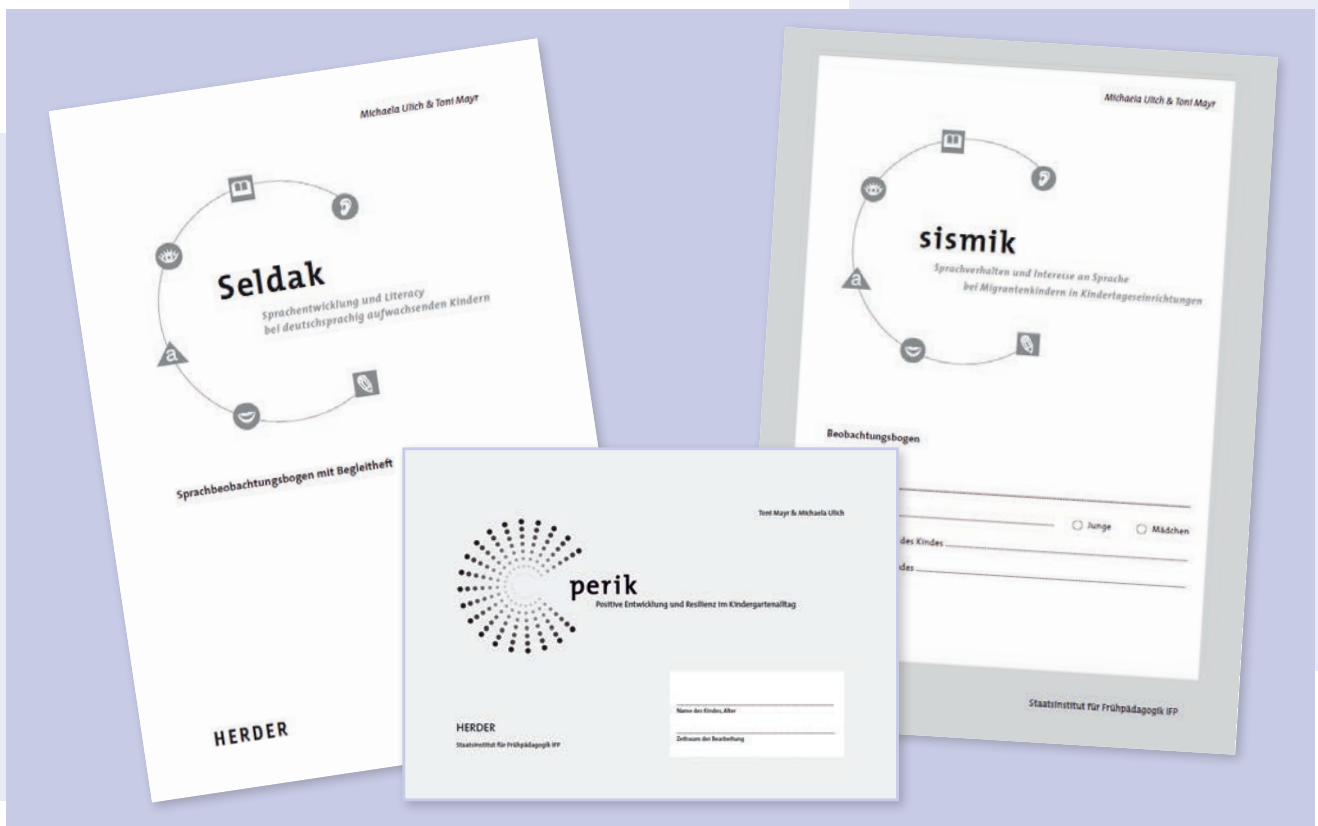 Michaela Ulich & Toni Mayr
a
Seldak
Sprachentwicklung und Literacy
bei deutschsprachig aufwachsenden Kindern
Sprachbeobachtungsbogen mit Begleitheft
HERDER
Toni Mayr & Michaela Ulich
perik
Positive Entwicklung und Resilienz im Kindergartenalltag
Name des Kindes, Alter
Zeitraum der Bearbeitung
HERDER
Staatsinstitut für Frühpädagogik IFP
Michaela Ulich & Toni Mayr
a
sismik
Sprachverhalten und Interesse an Sprache
bei Migrantenkindern in Kindertageseinrichtungen
Beobachtungsbogen
Junge Mädchen
des Kindes
des
Staatsinstitut für Frühpädagogik IFP